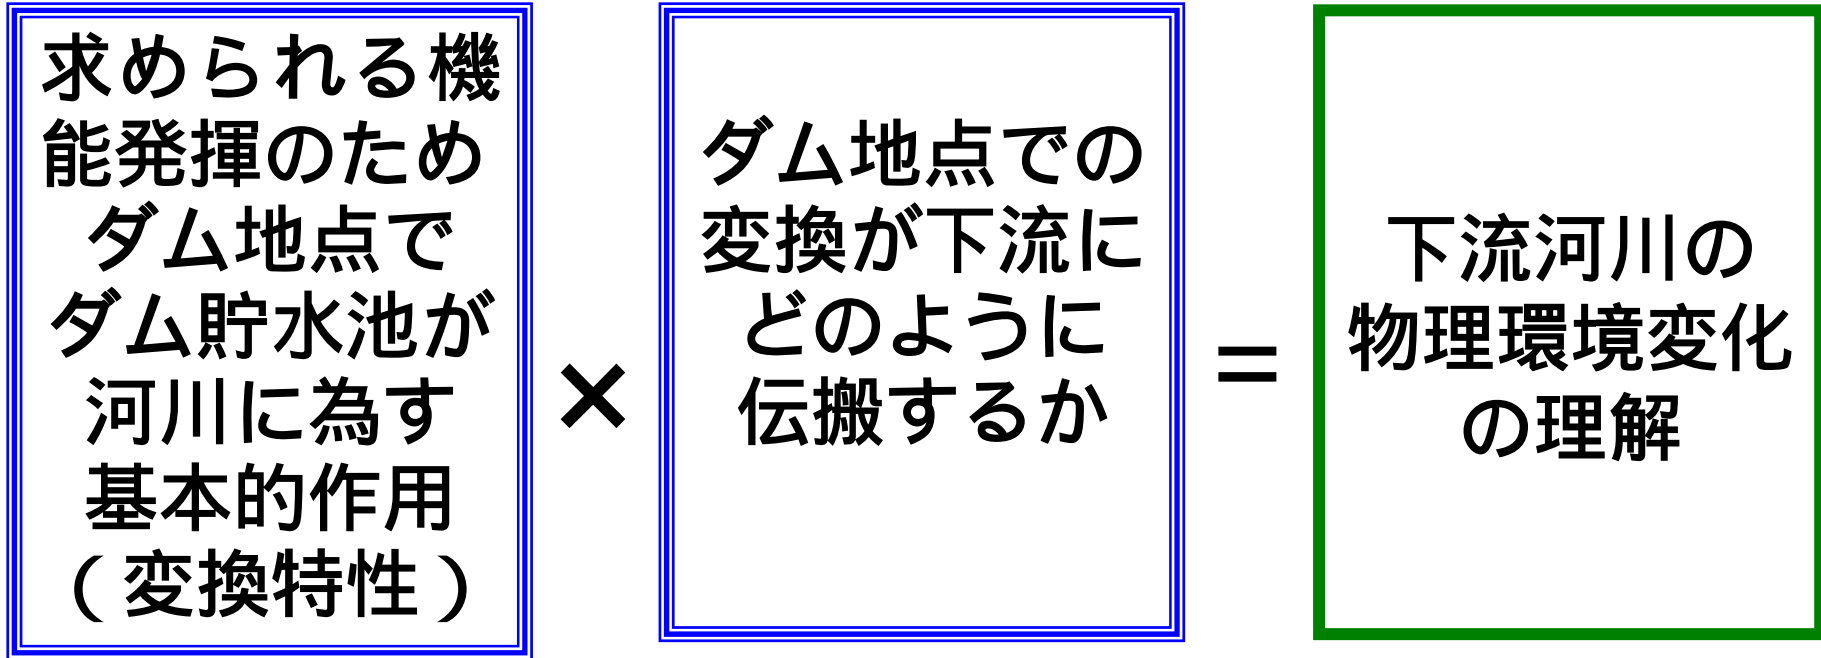 求められる機
能発揮のため
ダム地点で
ダム貯水池が
河川に為す
基本的作用
（変換特性）
×
ダム地点での
変換が下流に
どのように
伝搬するか
＝
下流河川の
物理環境変化
の理解